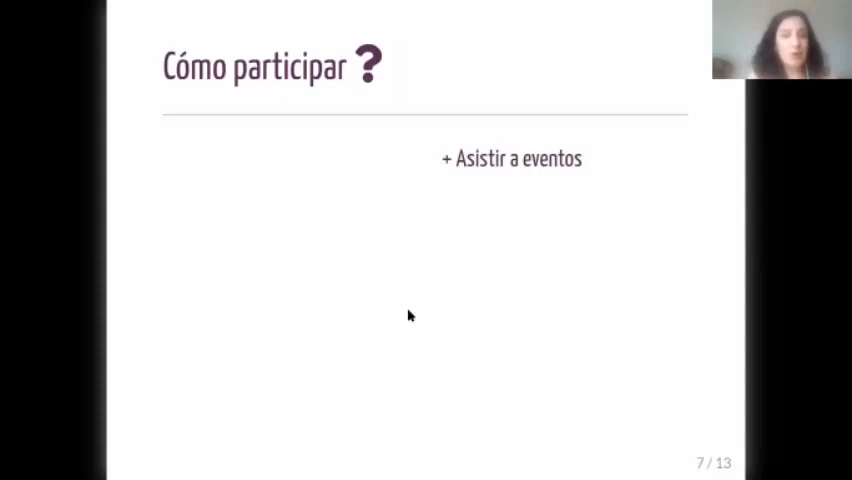 Cómo participar ?
+ Asistir a eventos
7 / 13